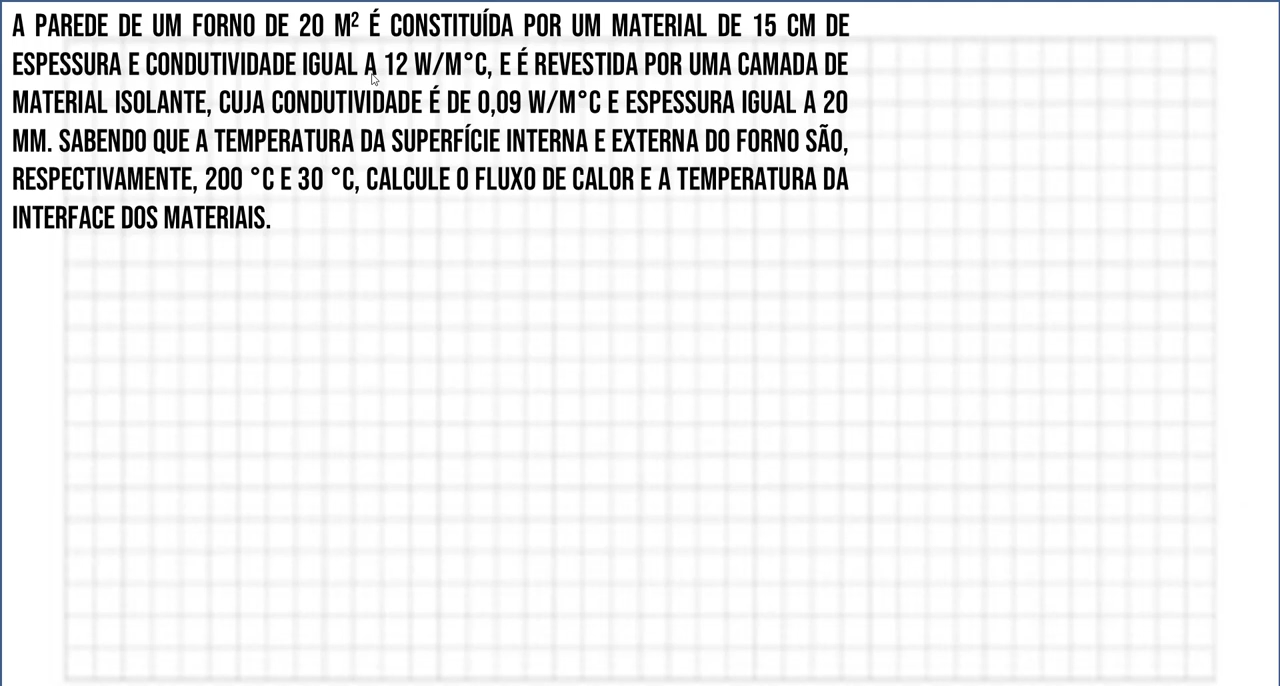 A PAREDE DE UM FORNO DE 20 M² É CONSTITUÍDA POR UM MATERIAL DE 15 CM DE
ESPESSURA E CONDUTIVIDADE IGUAL A 12 W/M°C, E É REVESTIDA POR UMA CAMADA DE
MATERIAL ISOLANTE, CUJA CONDUTIVIDADE É DE 0,09 W/M°C E ESPESSURA IGUAL A 20
MM. SABENDO QUE A TEMPERATURA DA SUPERFÍCIE INTERNA E EXTERNA DO FORNO SÃO,
RESPECTIVAMENTE, 200 °C E 30 °C, CALCULE O FLUXO DE CALOR E A TEMPERATURA DA
INTERFACE DOS MATERIAIS.